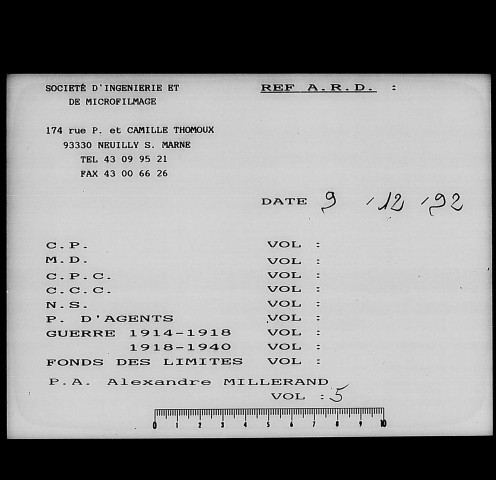 SOCIETÉ D'INGENIERIE ET
DE MICROFILMAGE
174 rue P. et CAMILLE THOMOUX
93330 NEUILLY S. MARNE
TEL 43 09 95 21
FAX 43 00 66 26
REF A.R.D. :
DATE 9 /12 /92
C.P. VOL :
M.D. VOL :
C.P.C. VOL :
C.C.C. VOL :
N.S. VOL :
P. D'AGENTS VOL :
GUERRE 1914-1918 VOL :
1918-1940 VOL :
FONDS DES LIMITES VOL :
P.A. Alexandre MILLERAND
VOL : 5
0 1 2 3 4 5 6 7 8 9 10